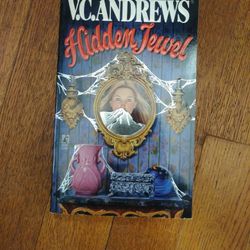 V.C. ANDREWS
Hidden Jewel